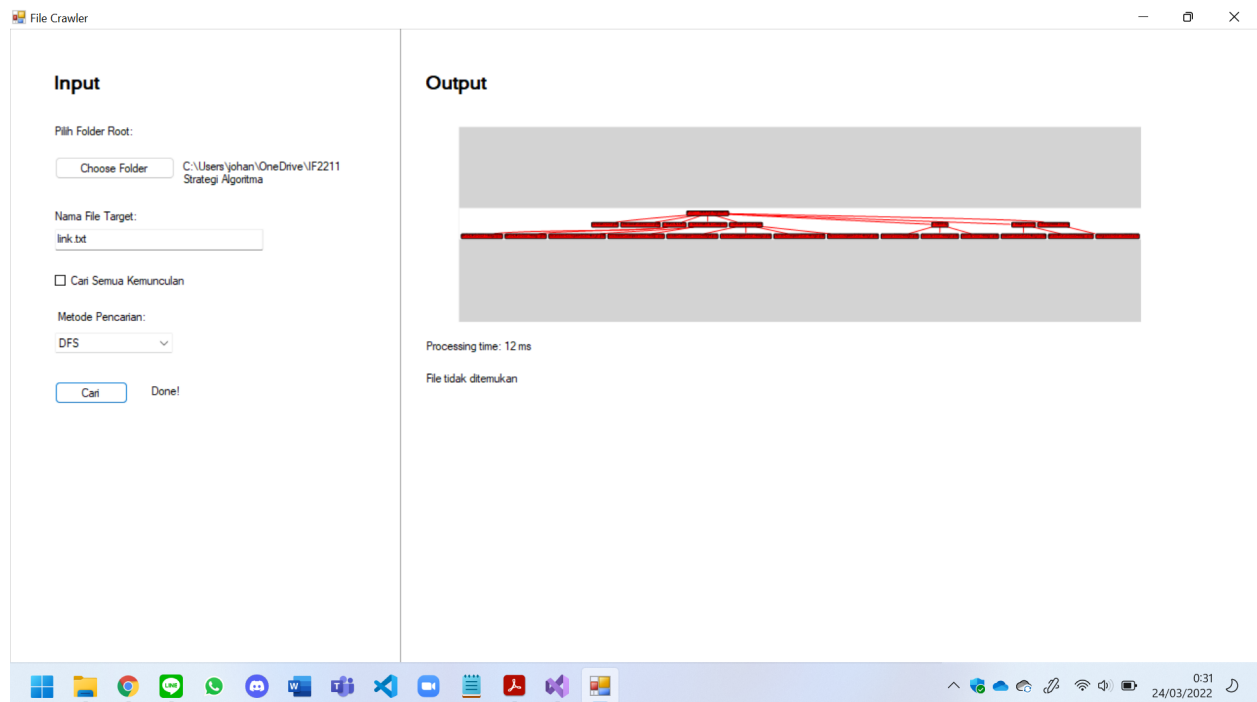 File Crawler
Input
Pilih Folder Root:
Choose Folder
C:\Users\johan\OneDrive\IF2211
Strategi Algoritma
Nama File Target:
link.txt
Cari Semua Kemunculan
Metode Pencarian:
DFS
Cari
Done!
Output
Processing time: 12 ms
File tidak ditemukan
LINE
0:31
24/03/2022